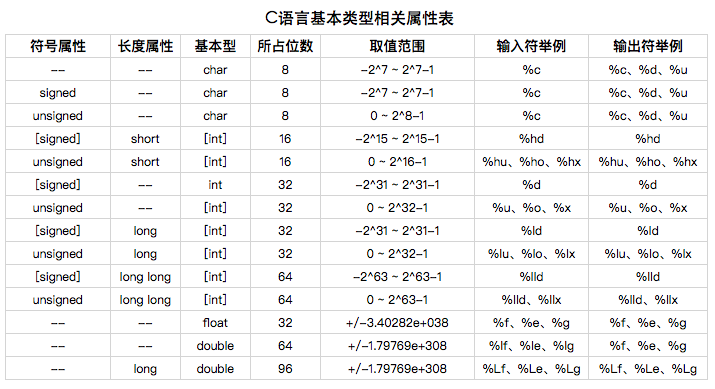 C语言基本类型相关属性表
符号属性 长度属性 基本型 所占位数 取值范围 输入符举例 输出符举例
-- -- char 8 -2^7 ~ 2^7-1 %c %c、%d、%u
signed -- char 8 -2^7 ~ 2^7-1 %c %c、%d、%u
unsigned -- char 8 0 ~ 2^8-1 %c %c、%d、%u
[signed] short [int] 16 -2^15 ~ 2^15-1 %hd %hd
unsigned short [int] 16 0 ~ 2^16-1 %hu、%ho、%hx %hu、%ho、%hx
[signed] -- int 32 -2^31 ~ 2^31-1 %d %d
unsigned -- [int] 32 0 ~ 2^32-1 %u、%o、%x %u、%o、%x
[signed] long [int] 32 -2^31 ~ 2^31-1 %ld %ld
unsigned long [int] 32 0 ~ 2^32-1 %lu、%lo、%lx %lu、%lo、%lx
[signed] long long [int] 64 -2^63 ~ 2^63-1 %lld %lld
unsigned long long [int] 64 0 ~ 2^63-1 %lld、%llx %lld、%llx
-- -- float 32 +/-3.40282e+038 %f、%e、%g %f、%e、%g
-- -- double 64 +/-1.79769e+308 %lf、%le、%lg %f、%e、%g
-- long double 96 +/-1.79769e+308 %Lf、%Le、%Lg %Lf、%Le、%Lg